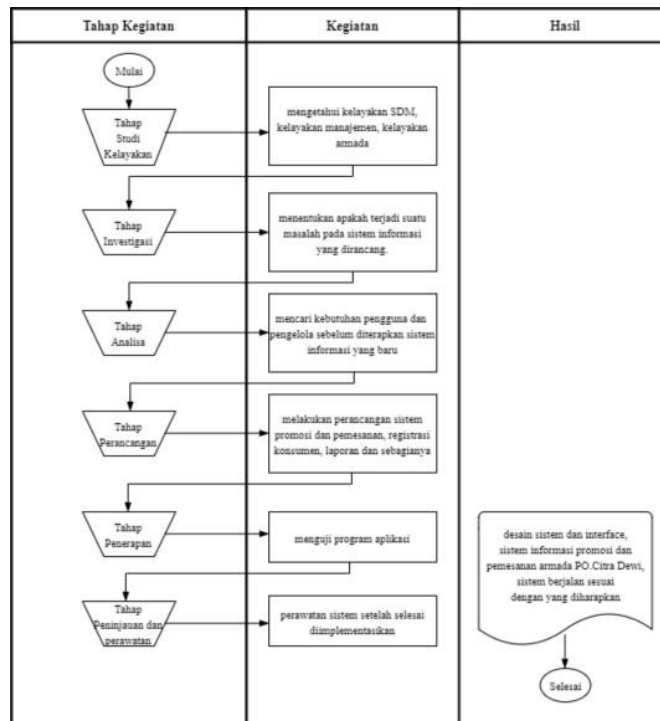 Tahap Kegiatan
Kegiatan
Hasil
Mulai
Tahap
Studi
Kelayakan
mengetahui kelayakan SDM,
kelayakan manajemen, kelayakan
armada
Tahap
Investigasi
menentukan apakah terjadi suatu
masalah pada sistem informasi
yang dirancang.
Tahap
Analisa
mencari kebutuhan pengguna dan
pengelola sebelum diterapkan sistem
informasi yang baru
Tahap
Perancangan
melakukan perancangan sistem
promosi dan pemesanan, registrasi
konsumen, laporan dan sebagianya
Tahap
Penerapan
menguji program aplikasi
Tahap
Peninjauan dan
perawatan
perawatan sistem setelah selesai
diimplementasikan
desain sistem dan interface,
sistem informasi promosi dan
pemesanan armada PO.Citra Dewi,
sistem berjalan sesuai
dengan yang diharapkan
Selesai